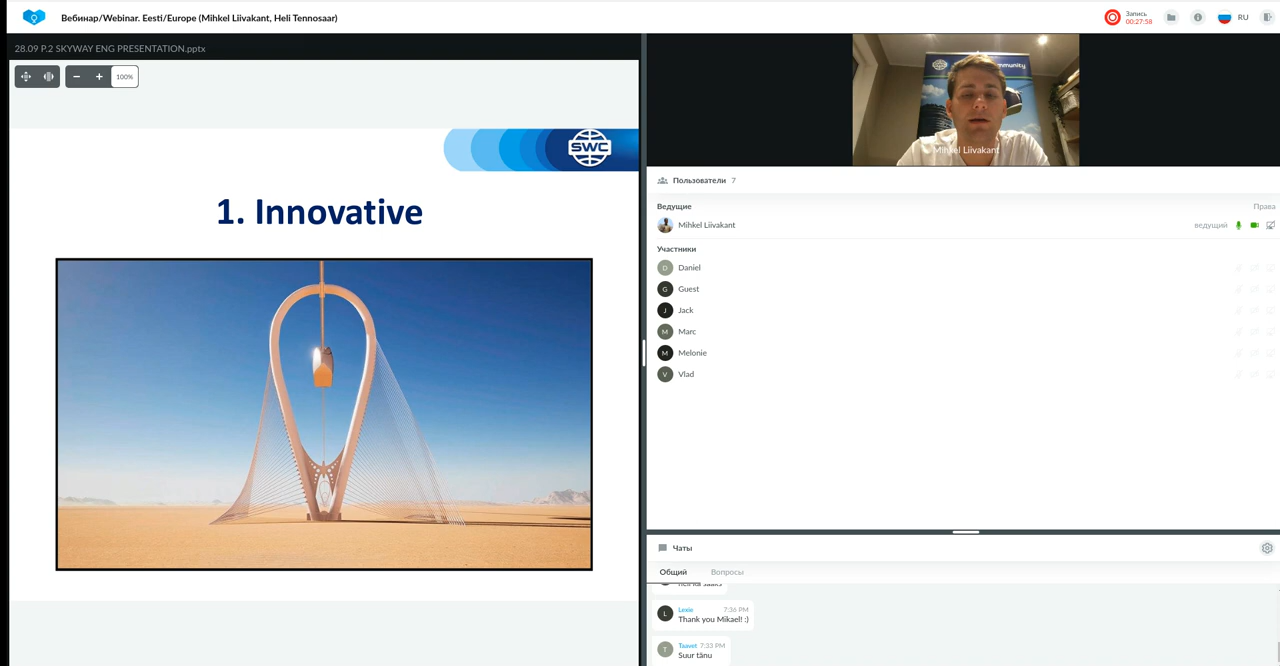 Вебинар/Webinar. Eesti/Europe (Mihkel Liivakant, Heli Tennosaar)
Запись
00:27:58
RU
28.09 P.2 SKYWAY ENG PRESENTATION.pptx
100%
SWC
1. Innovative
mmunity
Mihkel Liivakant
Пользователи 7
Ведущие
Права
Mihkel Liivakant
ведущий
Участники
D Daniel
G Guest
J Jack
M Marc
M Melonie
V Vlad
Чаты
Общий
Вопросы
L Lexie 7:36 PM
Thank you Mikael! :)
T Taavet 7:33 PM
Suur tänu